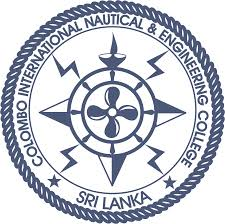 COLOMBO INTERNATIONAL NAUTICAL & ENGINEERING COLLEGE
SRI LANKA